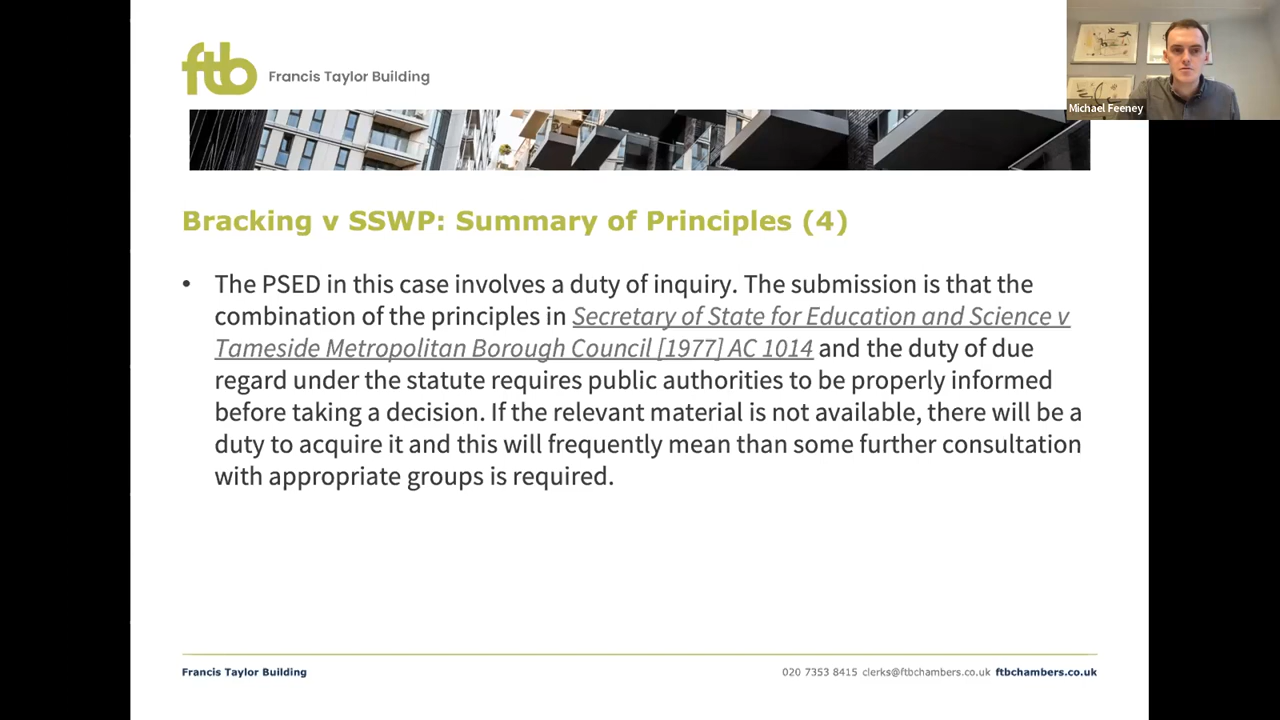 ftb Francis Taylor Building
Michael Feeney
Bracking v SSWP: Summary of Principles (4)
• The PSED in this case involves a duty of inquiry. The submission is that the
combination of the principles in Secretary of State for Education and Science v
Tameside Metropolitan Borough Council [1977] AC 1014 and the duty of due
regard under the statute requires public authorities to be properly informed
before taking a decision. If the relevant material is not available, there will be a
duty to acquire it and this will frequently mean than some further consultation
with appropriate groups is required.
Francis Taylor Building
020 7353 8415 clerks@ftbchambers.co.uk ftbchambers.co.uk